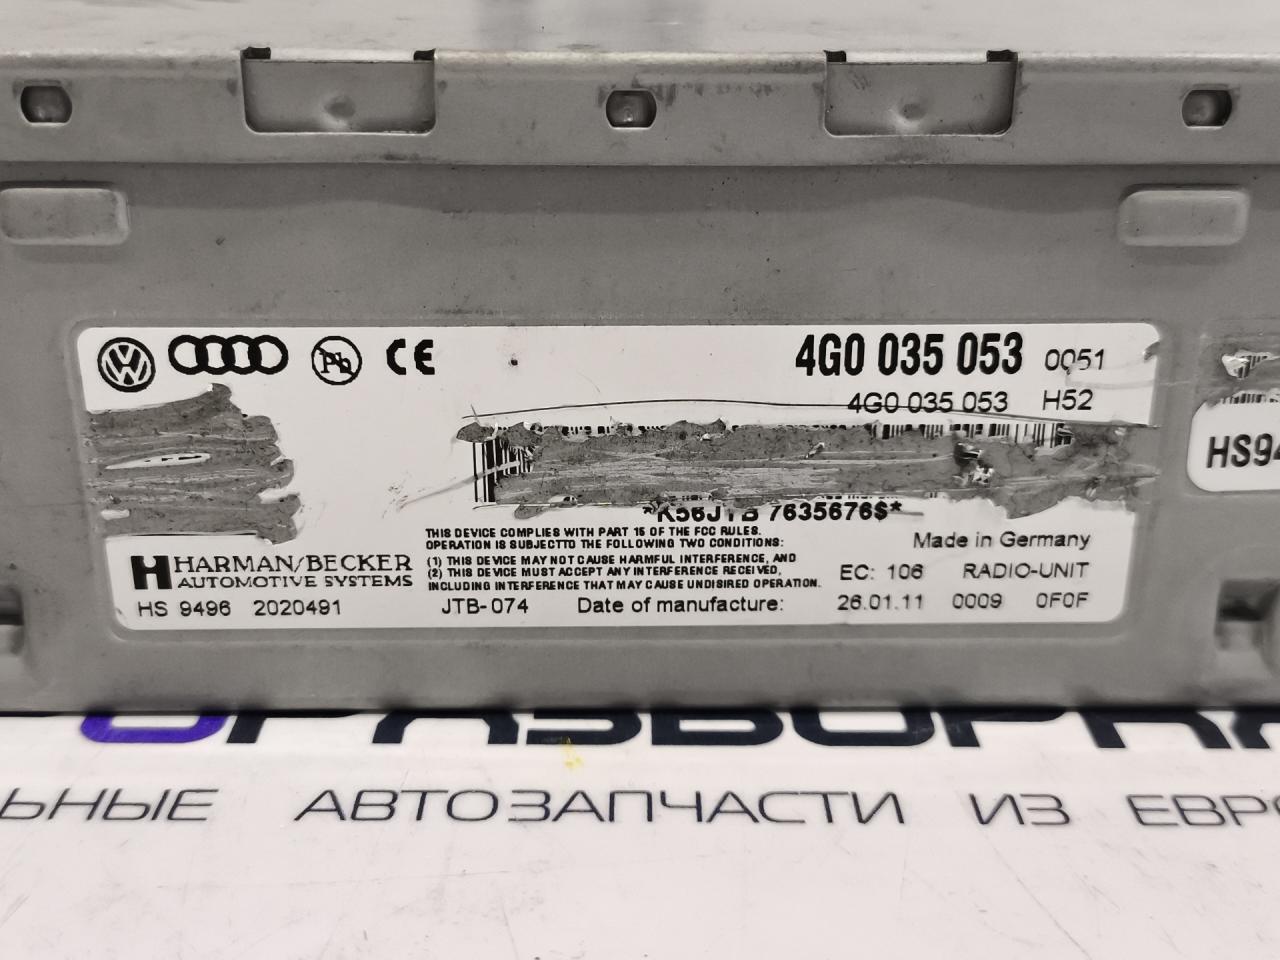 4G0 035 053 0051
4G0 035 053 H52
HS94
7635676$*
THIS DEVICE COMPLIES WITH PART 15 OF THE FCC RULES.
OPERATION IS SUBJECTTO THE FOLLOWING TWO CONDITIONS:
(1) THIS DEVICE MAY NOT CAUSE HARMFUL INTERFERENCE, AND
(2) THIS DEVICE MUST ACCEPT ANY INTERFERENCE RECEIVED,
INCLUDING INTERFERENCE THAT MAY CAUSE UNDISIRED OPERATION.
Made in Germany
HARMAN/BECKER
AUTOMOTIVE SYSTEMS
EC: 106 RADIO-UNIT
HS 9496 2020491 JTB-074 Date of manufacture: 26.01.11 0009 0F0F
ЬНЫЕ АВТОЗАПЧАСТИ ИЗ ЕВРО